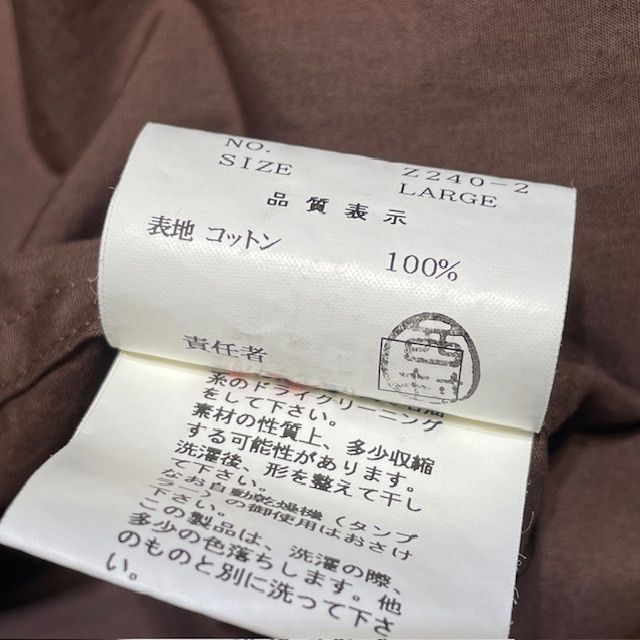 NO. Z240-2
SIZE LARGE
品質表示
表地 コットン 100%
責任者
系のドライクリーニング
をして下さい。
素材の性質上、多少収縮
する可能性があります。
洗濯後、形を整えて干し
て下さい。
なお自動乾燥機(タンブ
ラー)の御使用はおさけ
下さい。
この製品は、洗濯の際、
多少の色落ちします。他
のものと別に洗って下さ
い。